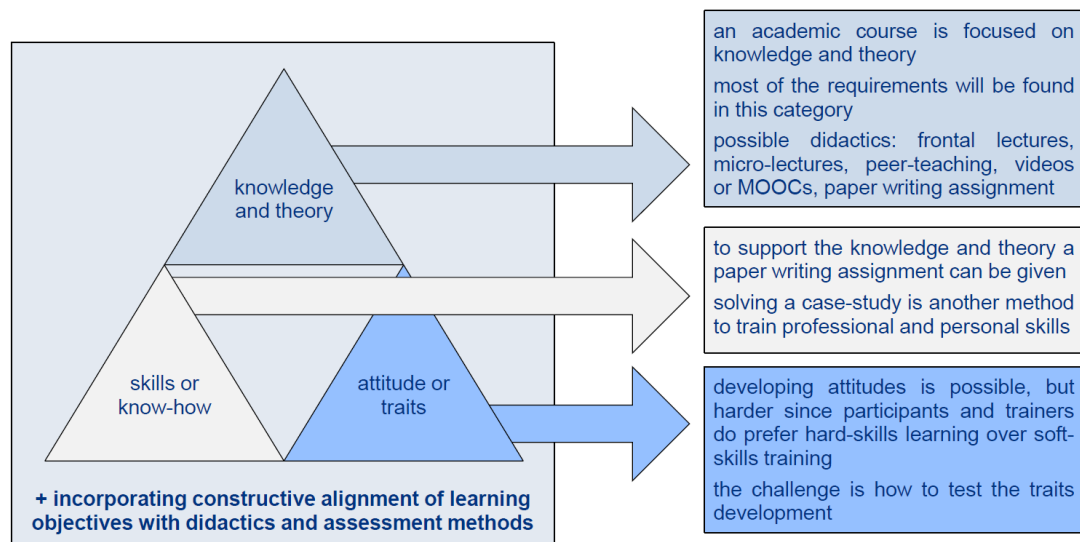 knowledge
and theory
skills or
know-how
attitude or
traits
+ incorporating constructive alignment of learning
objectives with didactics and assessment methods
an academic course is focused on
knowledge and theory
most of the requirements will be found
in this category
possible didactics: frontal lectures,
micro-lectures, peer-teaching, videos
or MOOCs, paper writing assignment
to support the knowledge and theory a
paper writing assignment can be given
solving a case-study is another method
to train professional and personal skills
developing attitudes is possible, but
harder since participants and trainers
do prefer hard-skills learning over soft-
skills training
the challenge is how to test the traits
development